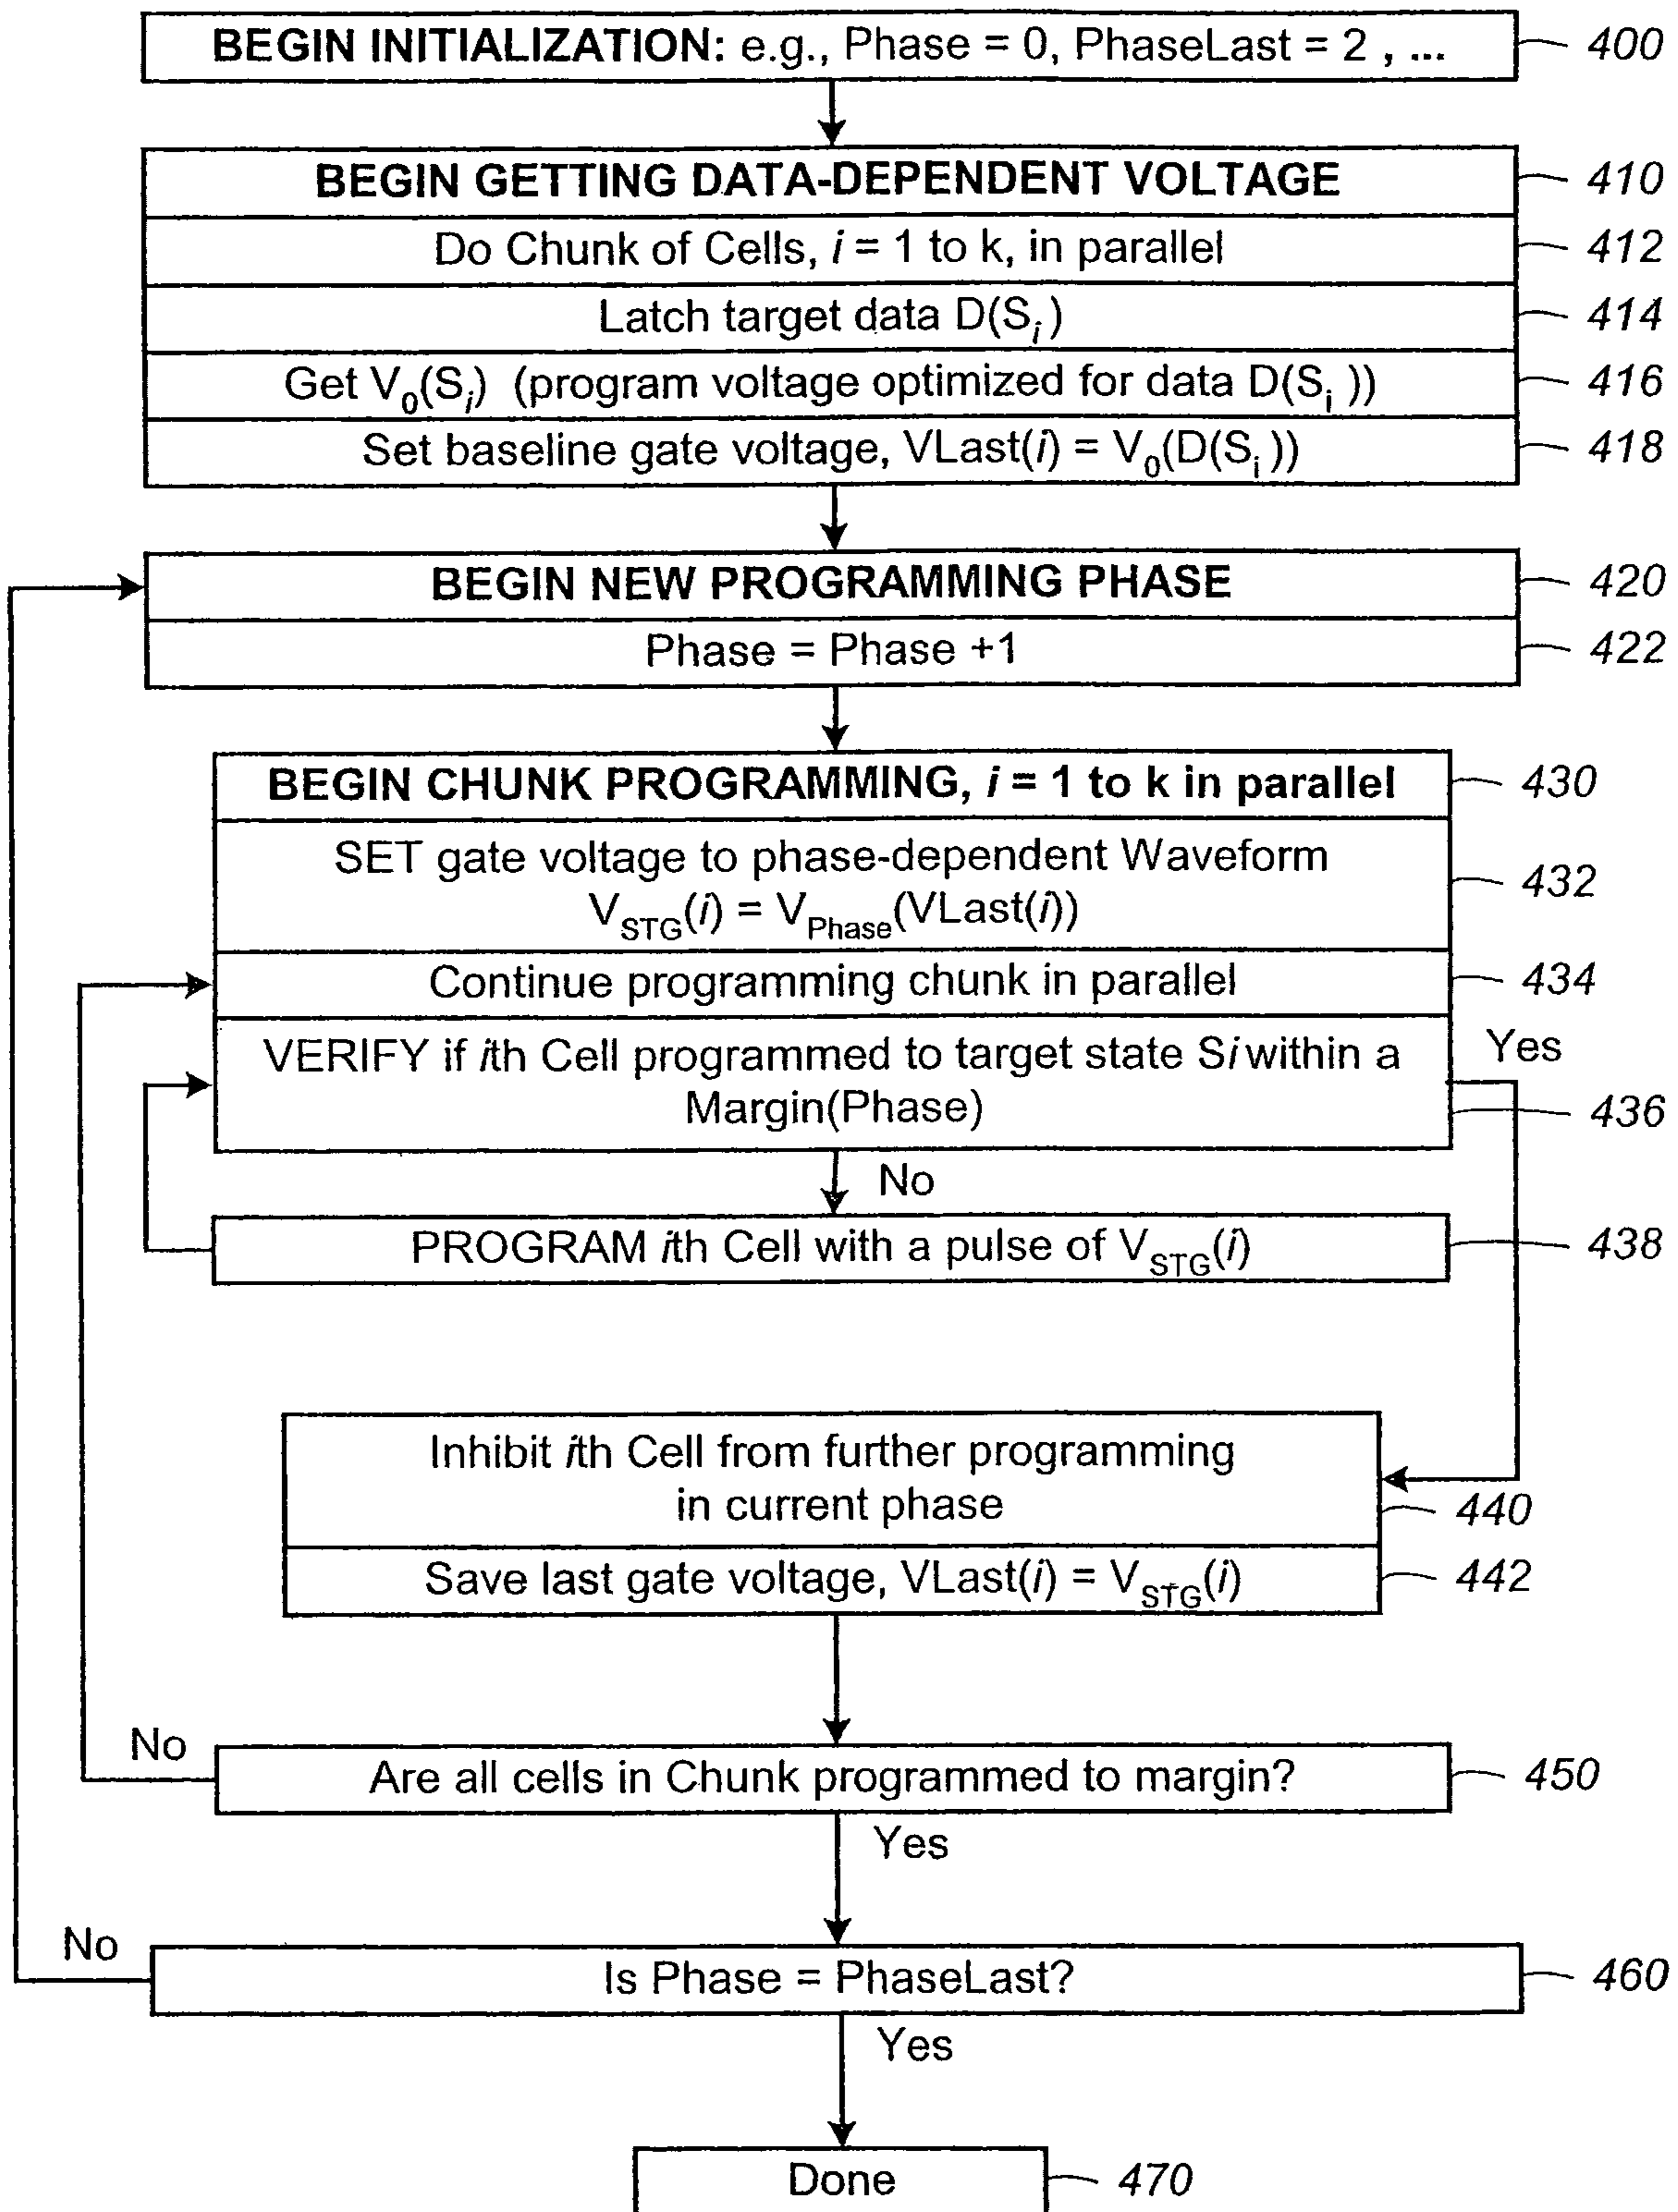 BEGIN INITIALIZATION: e.g., Phase = 0, PhaseLast = 2 , ... 400
BEGIN GETTING DATA-DEPENDENT VOLTAGE 410
Do Chunk of Cells, i = 1 to k, in parallel 412
Latch target data D(Si) 414
Get V0(Si) (program voltage optimized for data D(Si )) 416
Set baseline gate voltage, VLast(i) = V0(D(Si )) 418
BEGIN NEW PROGRAMMING PHASE 420
Phase = Phase +1 422
BEGIN CHUNK PROGRAMMING, i = 1 to k in parallel 430
SET gate voltage to phase-dependent Waveform
VSTG(i) = VPhase(VLast(i)) 432
Continue programming chunk in parallel 434
VERIFY if ith Cell programmed to target state Si within a
Margin(Phase) 436
Yes
No
PROGRAM ith Cell with a pulse of VSTG(i) 438
Inhibit ith Cell from further programming
in current phase 440
Save last gate voltage, VLast(i) = VSTG(i) 442
No
Are all cells in Chunk programmed to margin? 450
Yes
No
Is Phase = PhaseLast? 460
Yes
Done 470